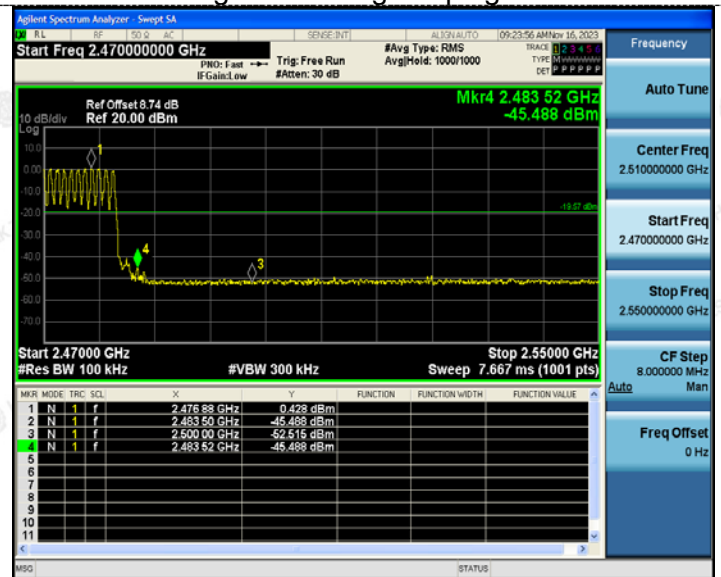 Agilent Spectrum Analyzer - Swept SA
RL RF 50 Ω AC SENSE:INT ALIGNAUTO 09:23:56 AM Nov 16, 2023
Start Freq 2.470000000 GHz
PNO: Fast
IFGain:Low
Trig: Free Run
#Atten: 30 dB
#Avg Type: RMS
Avg|Hold: 1000/1000
TRACE 1 2 3 4 5 6
TYPE M
DET P P P P P P
Ref Offset 8.74 dB
10 dB/div Ref 20.00 dBm
Log
Mkr4 2.483 52 GHz
-45.488 dBm
10.0
0.00
-10.0
-20.0
-30.0
-40.0
-50.0
-60.0
-70.0
1
4
3
-19.57 dBm
Start 2.47000 GHz Stop 2.55000 GHz
#Res BW 100 kHz #VBW 300 kHz Sweep 7.667 ms (1001 pts)
MKR MODE TRC SCL X Y FUNCTION FUNCTION WIDTH FUNCTION VALUE
1 N 1 f 2.476 88 GHz 0.428 dBm
2 N 1 f 2.483 50 GHz -45.488 dBm
3 N 1 f 2.500 00 GHz -52.515 dBm
4 N 1 f 2.483 52 GHz -45.488 dBm
5
6
7
8
9
10
11
MSG STATUS
Frequency
Auto Tune
Center Freq
2.510000000 GHz
Start Freq
2.470000000 GHz
Stop Freq
2.550000000 GHz
CF Step
8.000000 MHz
Auto Man
Freq Offset
0 Hz